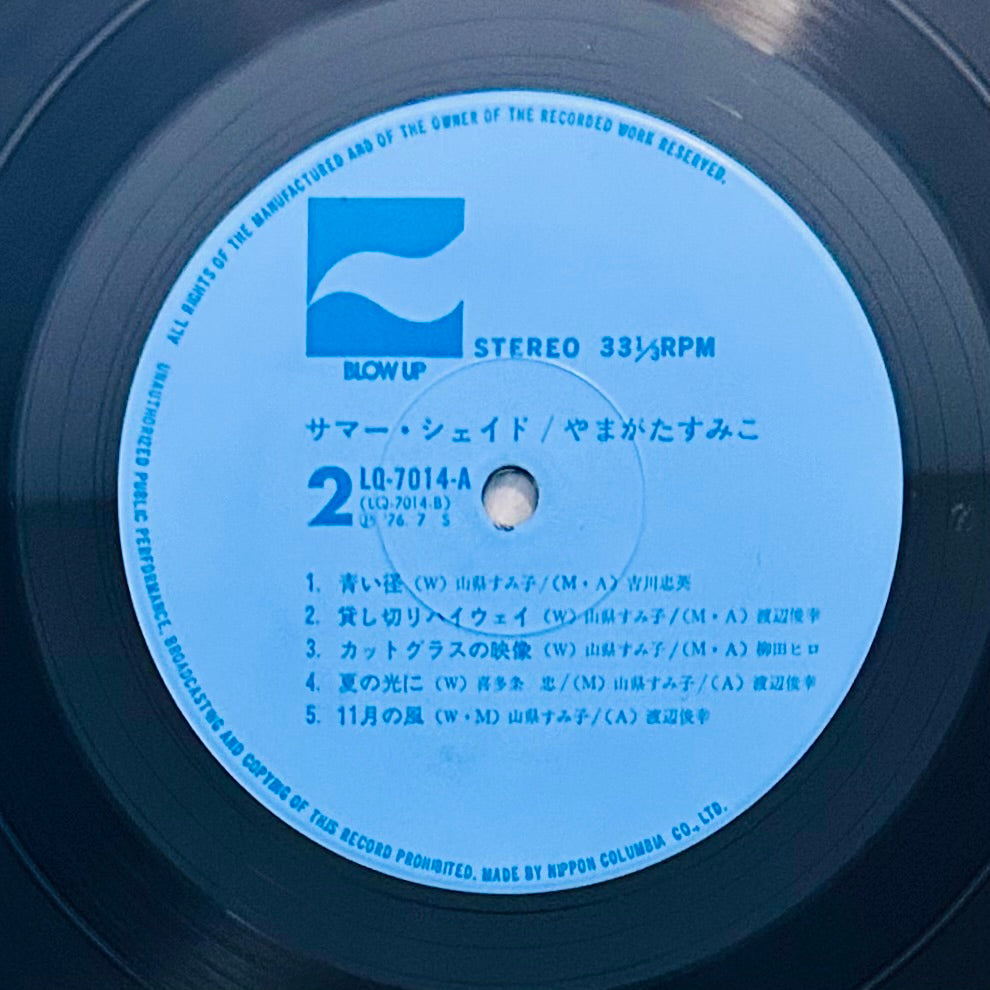 ALL RIGHTS OF THE MANUFACTURED AND OF THE OWNER OF THE RECORDED WORK RESERVED.
BLOW UP
STEREO 33⅓RPM
サマー・シェイド / やまがたすみこ
2 LQ-7014-A
(LQ-7014-B)
'76. 7 S
1. 青い径 (W) 山県すみ子/(M・A) 吉川忠英
2. 貸し切りハイウェイ (W) 山県すみ子/(M・A) 渡辺俊幸
3. カットグラスの映像 (W) 山県すみ子/(M・A) 柳田ヒロ
4. 夏の光に (W) 喜多条 忠/(M) 山県すみ子/(A) 渡辺俊幸
5. 11月の風 (W・M) 山県すみ子/(A) 渡辺俊幸
UNAUTHORIZED PUBLIC PERFORMANCE, BROADCASTING AND COPYING OF THIS RECORD PROHIBITED, MADE BY NIPPON COLUMBIA CO., LTD.